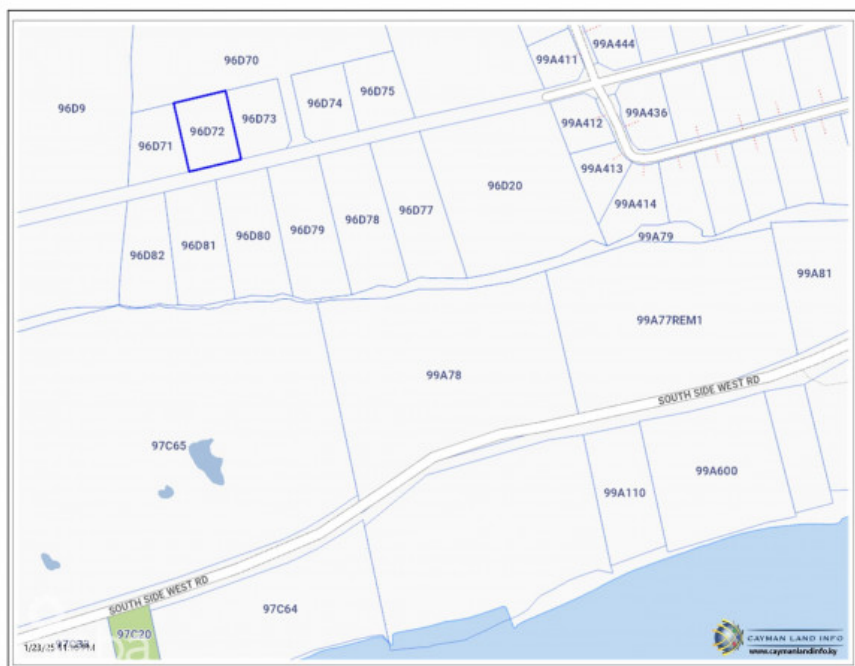 96D70
99A411
99A444
96D9
96D74
96D75
96D73
96D72
96D71
99A412
99A436
99A413
96D20
99A414
96D77
96D78
96D79
96D80
96D81
96D82
99A79
99A81
99A77REM1
99A78
SOUTH SIDE WEST RD
97C65
99A600
99A110
SOUTH SIDE WEST RD
97C64
97C20
CAYMAN LAND INFO
www.caymanlandinfo.ky